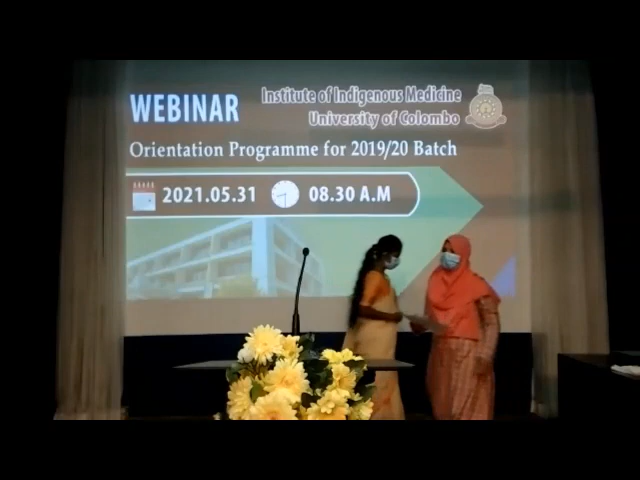 WEBINAR
Institute of Indigenous Medicine
University of Colombo
Orientation Programme for 2019/20 Batch
2021.05.31 08.30 A.M